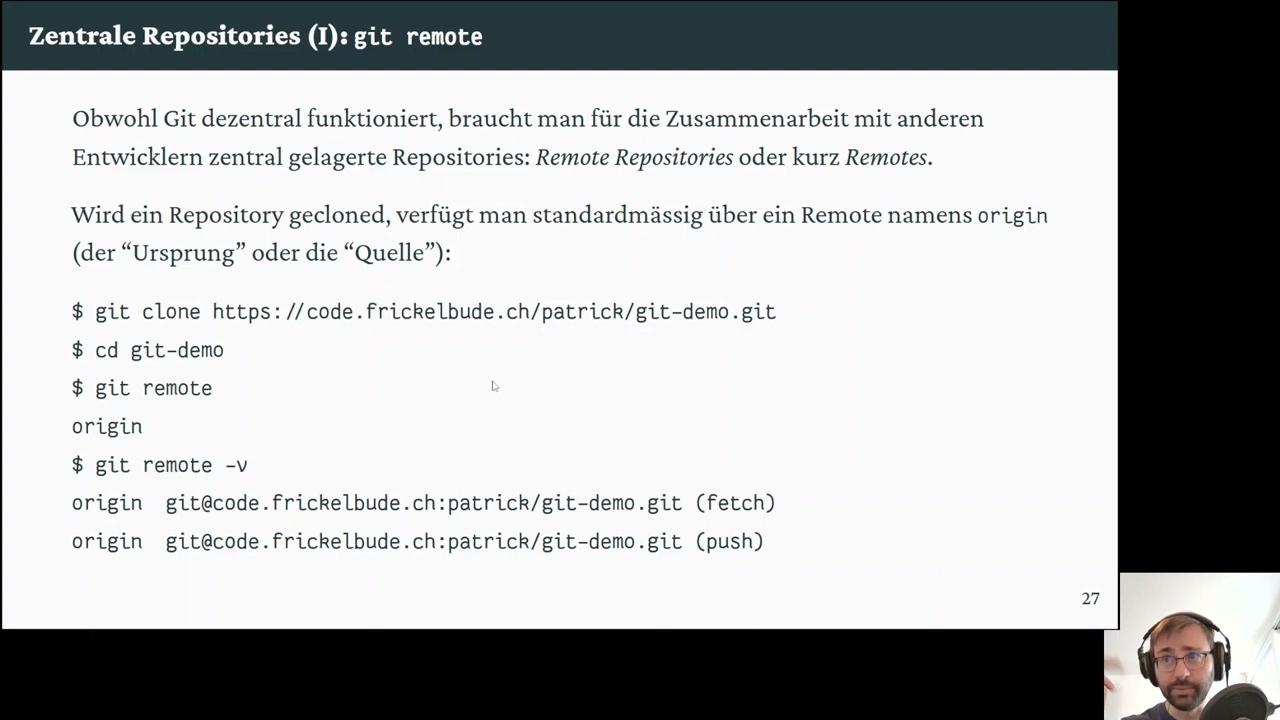 Zentrale Repositories (I): git remote
Obwohl Git dezentral funktioniert, braucht man für die Zusammenarbeit mit anderen
Entwicklern zentral gelagerte Repositories: Remote Repositories oder kurz Remotes.
Wird ein Repository gecloned, verfügt man standardmässig über ein Remote namens origin
(der “Ursprung” oder die “Quelle”):
$ git clone https://code.frickelbude.ch/patrick/git-demo.git
$ cd git-demo
$ git remote
origin
$ git remote -v
origin  git@code.frickelbude.ch:patrick/git-demo.git (fetch)
origin  git@code.frickelbude.ch:patrick/git-demo.git (push)
27